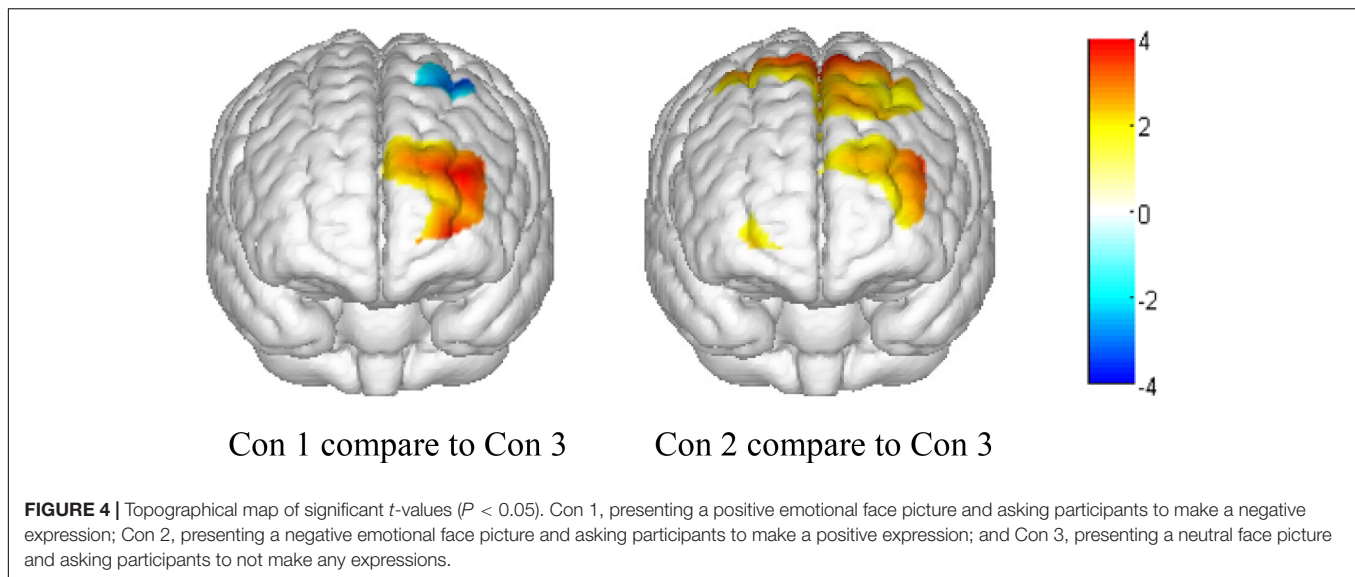 4
2
0
-2
-4
Con 1 compare to Con 3
Con 2 compare to Con 3
FIGURE 4 | Topographical map of significant t-values (P < 0.05). Con 1, presenting a positive emotional face picture and asking participants to make a negative
expression; Con 2, presenting a negative emotional face picture and asking participants to make a positive expression; and Con 3, presenting a neutral face picture
and asking participants to not make any expressions.